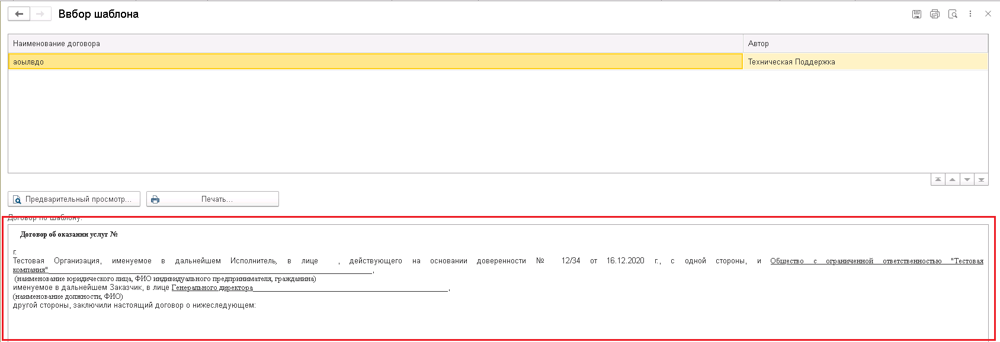 Ввбор шаблона
Наименование договора Автор
аоылвдо Техническая Поддержка
Предварительный просмотр... Печать...
Договор по шаблону:
Договор об оказании услуг №
г.
Тестовая Организация, именуемое в дальнейшем Исполнитель, в лице , действующего на основании доверенности № 12/34 от 16.12.2020 г., с одной стороны, и Общество с ограниченной ответственностью "Тестовая
компания"_______________,
(наименование юридического лица, ФИО индивидуального предпринимателя, гражданина)
именуемое в дальнейшем Заказчик, в лице Генерального директора_______________,
(наименование должности, ФИО)
другой стороны, заключили настоящий договор о нижеследующем: